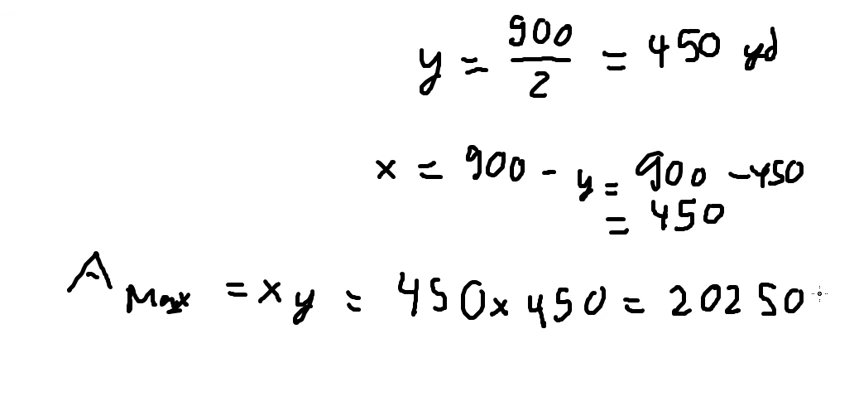 y = 900/2 = 450 yd
x = 900 - y = 900 - 450
= 450
A Max = xy = 450 x 450 = 20250